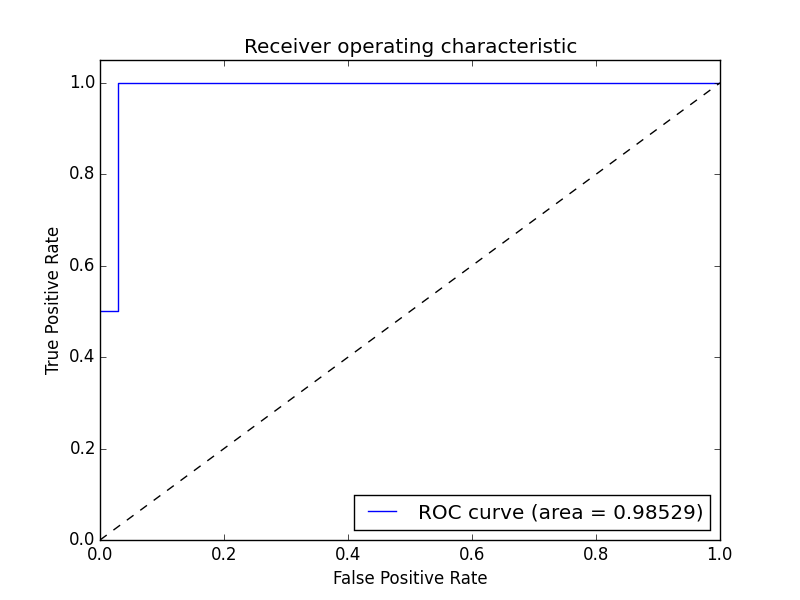 Receiver operating characteristic
1.0
0.8
0.6
0.4
0.2
0.0
True Positive Rate
ROC curve (area = 0.98529)
0.0 0.2 0.4 0.6 0.8 1.0
False Positive Rate